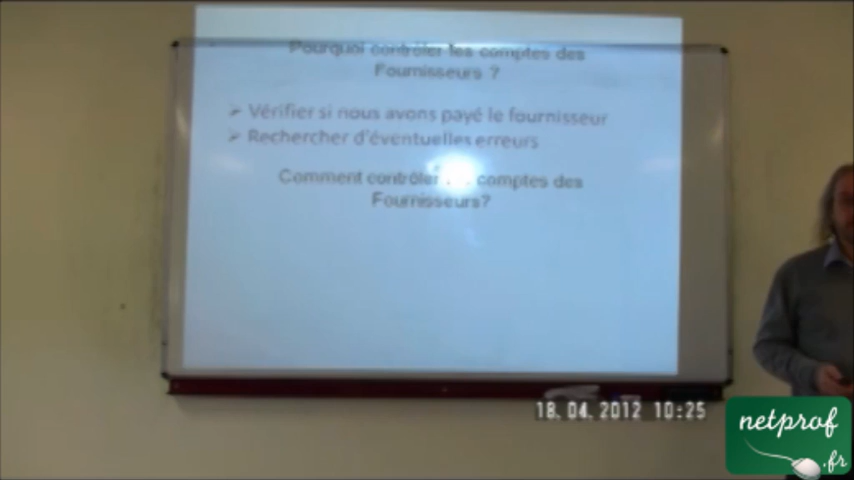 Pourquoi contrôler les comptes des
Fournisseurs ?
➢ Vérifier si nous avons payé le fournisseur
➢ Rechercher d'éventuelles erreurs
Comment contrôler les comptes des
Fournisseurs?
18.04.2012 10:25
netprof
.fr